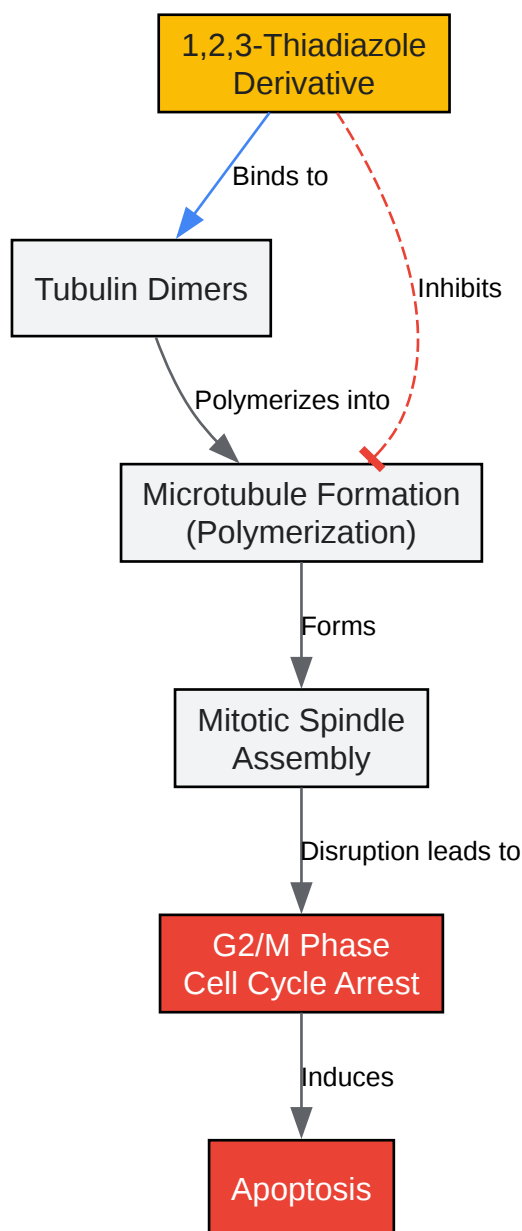 1,2,3-Thiadiazole
Derivative
Binds to
Tubulin Dimers
Inhibits
Polymerizes into
Microtubule Formation
(Polymerization)
Forms
Mitotic Spindle
Assembly
Disruption leads to
G2/M Phase
Cell Cycle Arrest
Induces
Apoptosis